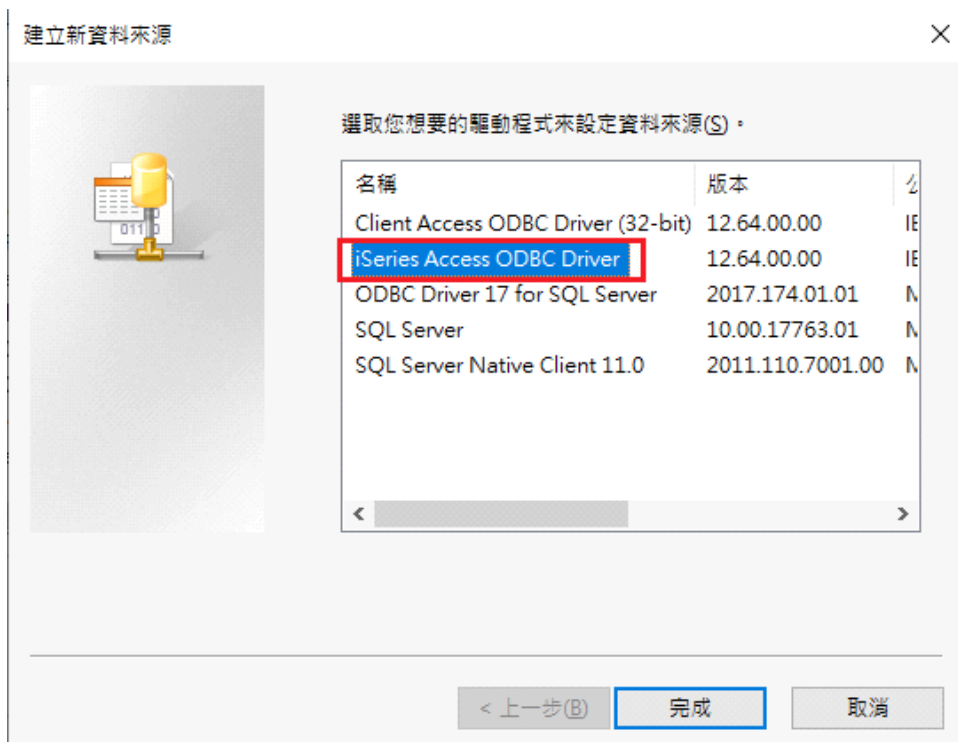 建立新資料來源
選取您想要的驅動程式來設定資料來源(S)。
名稱 版本
Client Access ODBC Driver (32-bit) 12.64.00.00
iSeries Access ODBC Driver 12.64.00.00
ODBC Driver 17 for SQL Server 2017.174.01.01
SQL Server 10.00.17763.01
SQL Server Native Client 11.0 2011.110.7001.00
< 上一步(B) 完成 取消